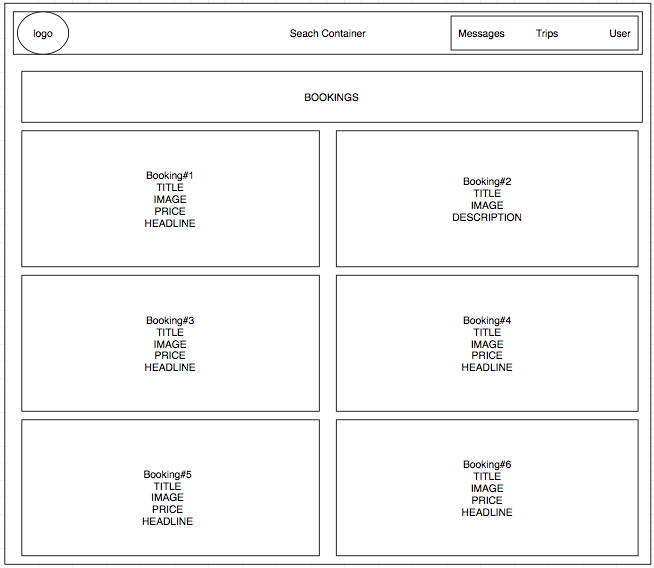 logo
Seach Container
Messages
Trips
User
BOOKINGS
Booking#1
TITLE
IMAGE
PRICE
HEADLINE
Booking#2
TITLE
IMAGE
DESCRIPTION
Booking#3
TITLE
IMAGE
PRICE
HEADLINE
Booking#4
TITLE
IMAGE
PRICE
HEADLINE
Booking#5
TITLE
IMAGE
PRICE
HEADLINE
Booking#6
TITLE
IMAGE
PRICE
HEADLINE